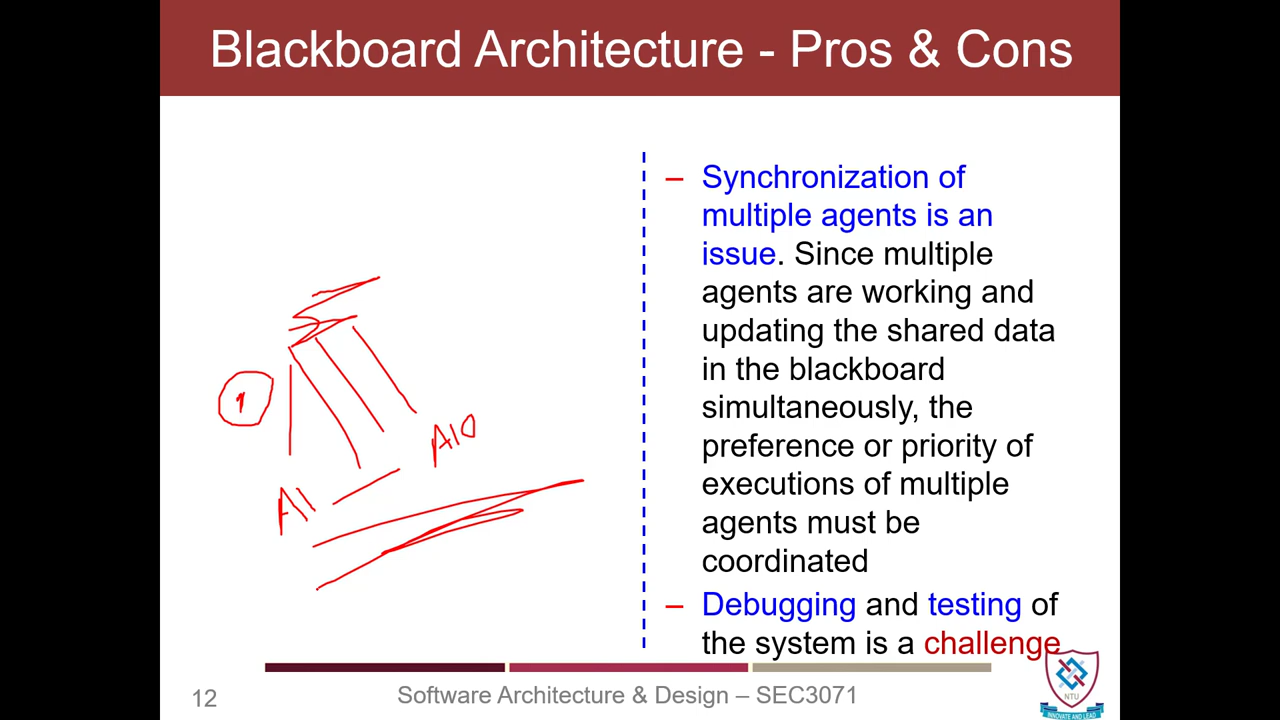 Blackboard Architecture - Pros & Cons
– Synchronization of
multiple agents is an
issue. Since multiple
agents are working and
updating the shared data
in the blackboard
simultaneously, the
preference or priority of
executions of multiple
agents must be
coordinated
– Debugging and testing of
the system is a challenge
1
A10
A11
12
Software Architecture & Design – SEC3071
NTU
INNOVATE AND LEAD